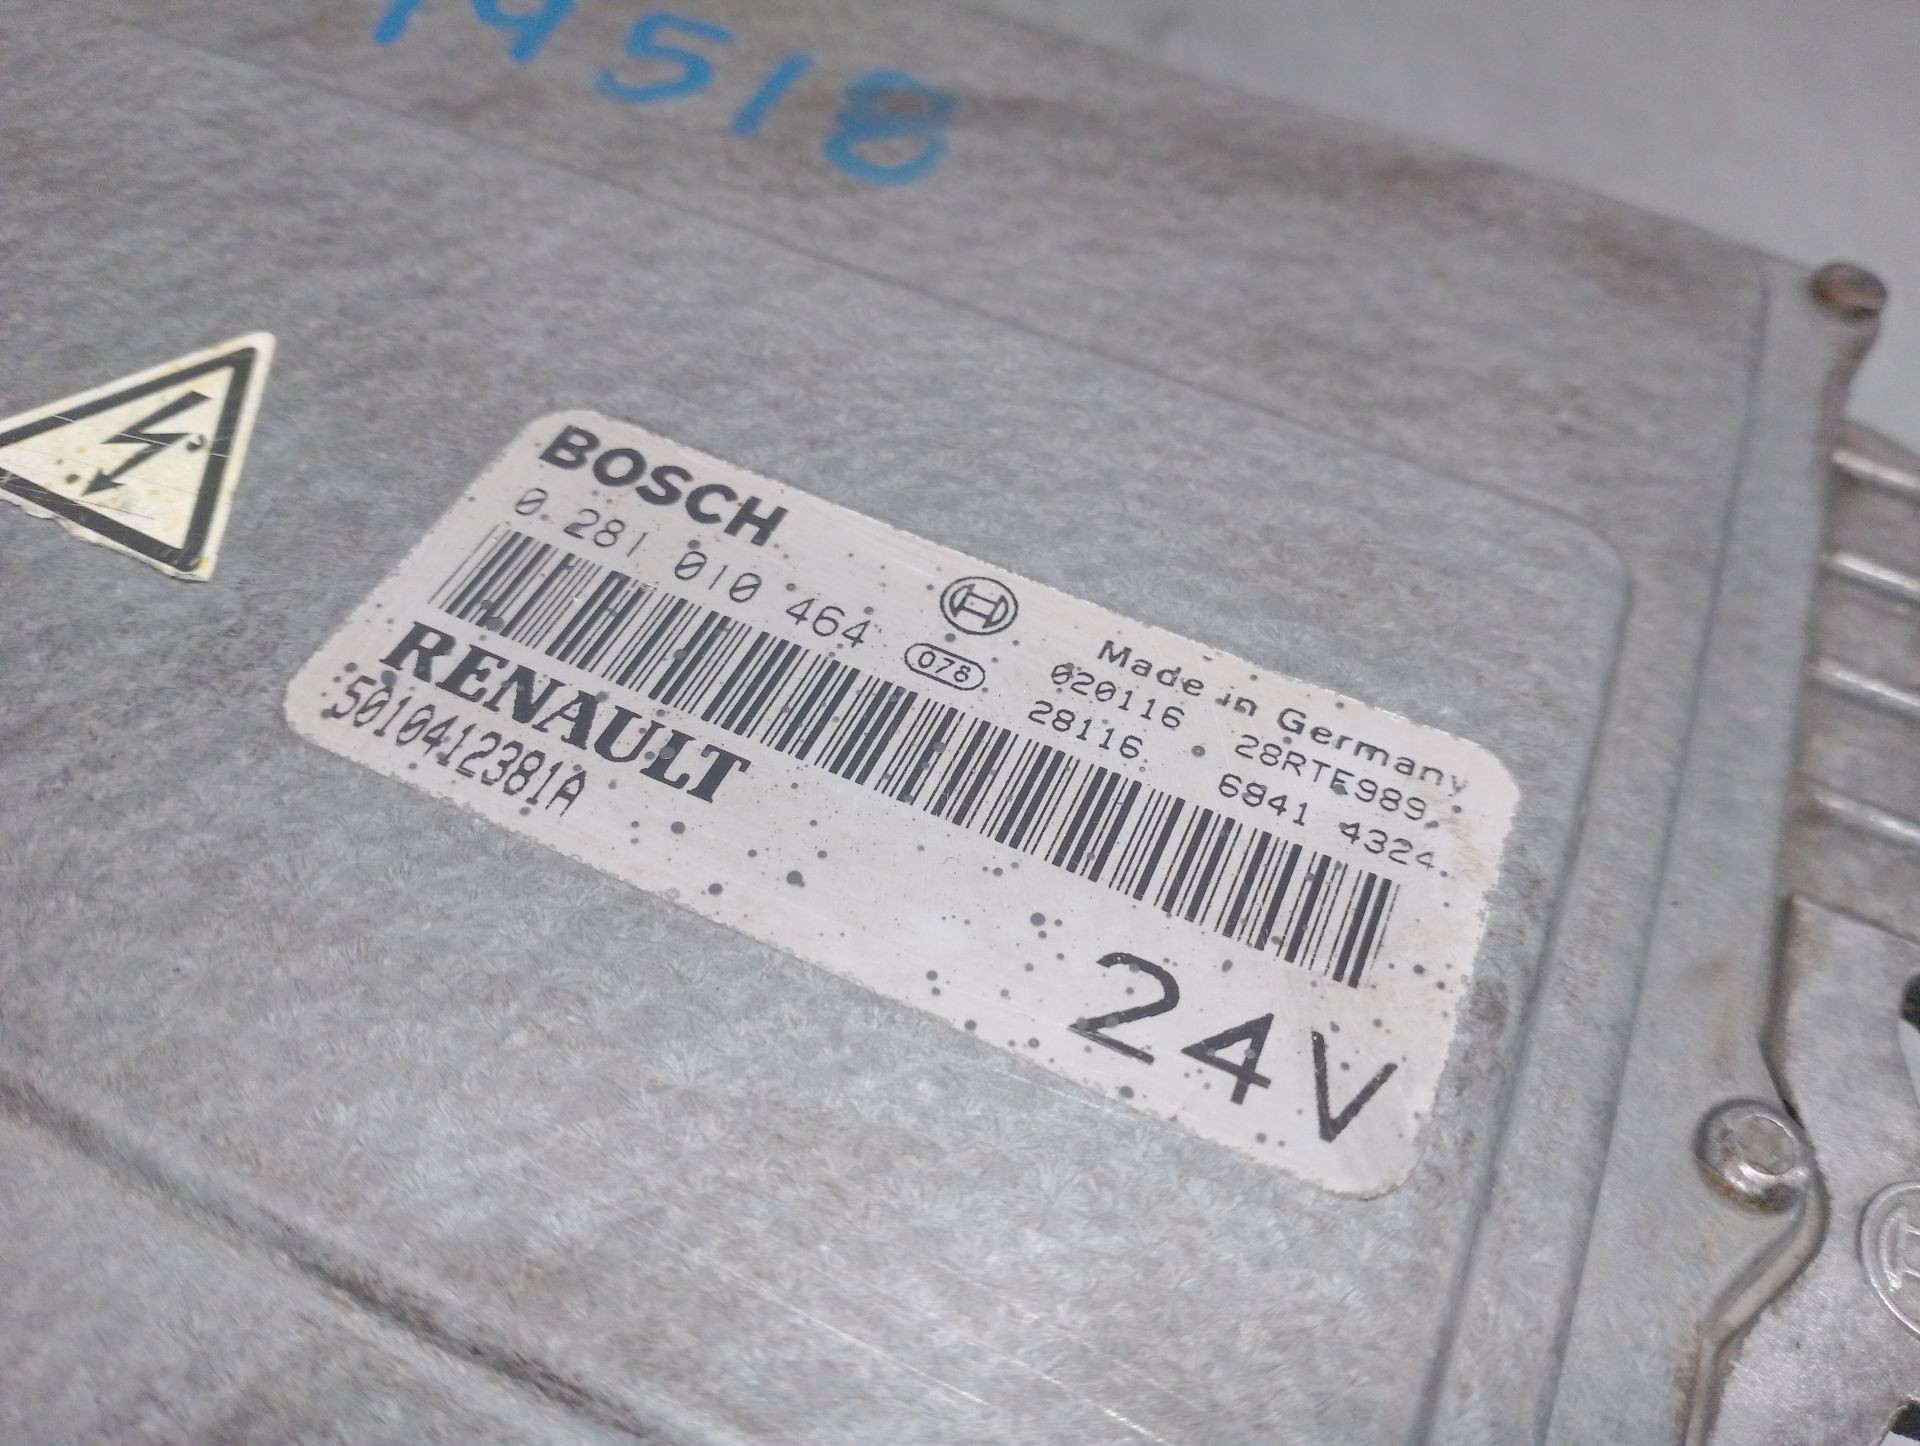 19518
BOSCH
0 281 010 464
078
Made in Germany
020116 28RTE989
28116 6841 4324
RENAULT
5010412381A
24V